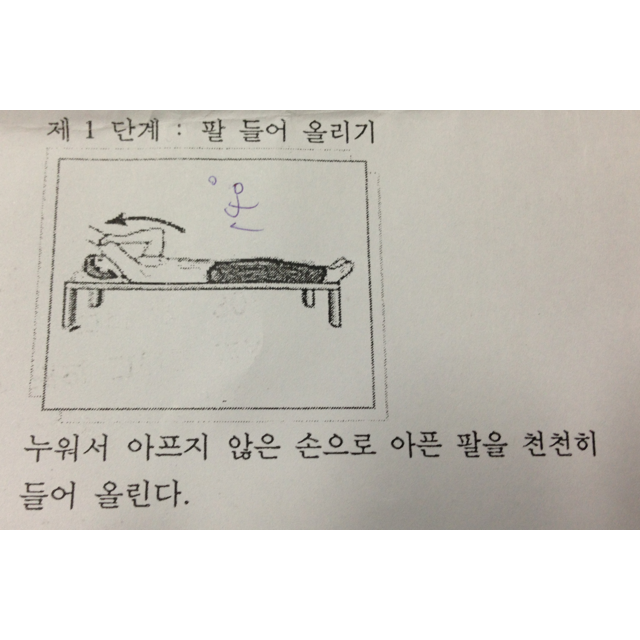 제 1 단계 : 팔 들어 올리기
누워서 아프지 않은 손으로 아픈 팔을 천천히
들어 올린다.